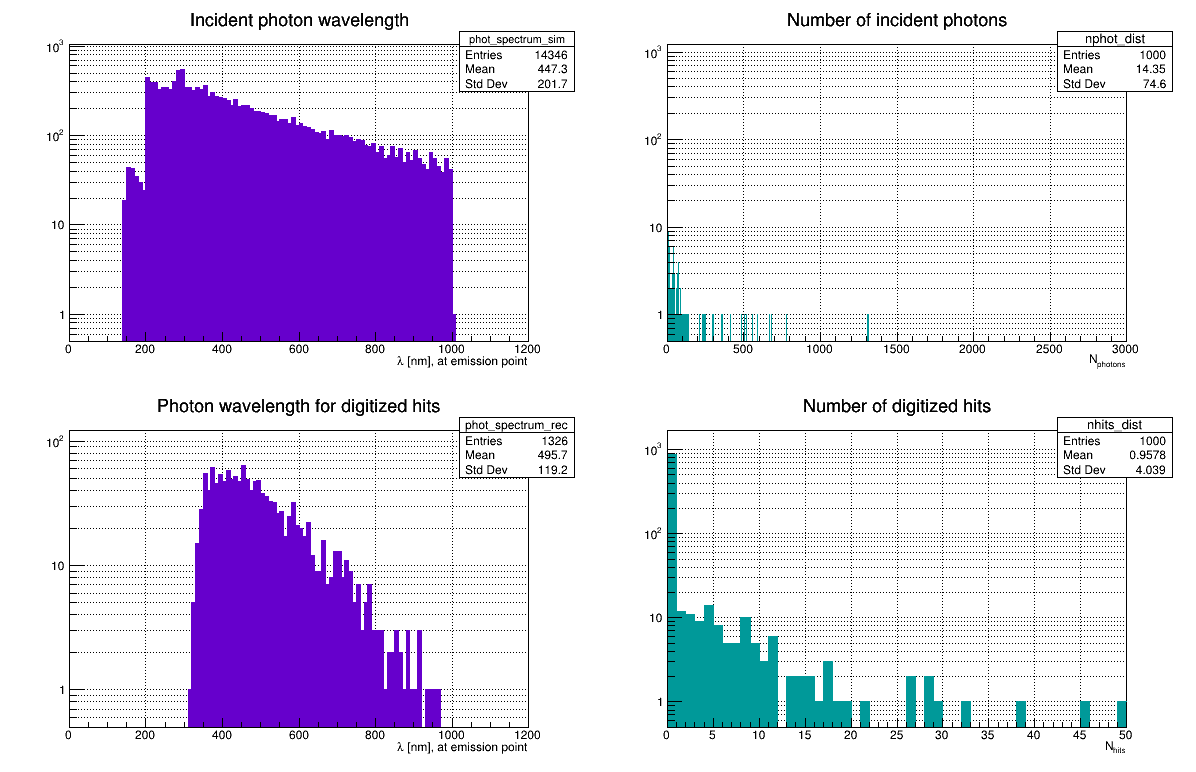 Incident photon wavelength
phot_spectrum_sim
Entries 14346
Mean 447.3
Std Dev 201.7
10³
10²
10
1
0 200 400 600 800 1000 1200
λ [nm], at emission point
Number of incident photons
nphot_dist
Entries 1000
Mean 14.35
Std Dev 74.6
10³
10²
10
1
0 500 1000 1500 2000 2500 3000
Nphotons
Photon wavelength for digitized hits
phot_spectrum_rec
Entries 1326
Mean 495.7
Std Dev 119.2
10²
10
1
0 200 400 600 800 1000 1200
λ [nm], at emission point
Number of digitized hits
nhits_dist
Entries 1000
Mean 0.9578
Std Dev 4.039
10³
10²
10
1
0 5 10 15 20 25 30 35 40 45 50
Nhits